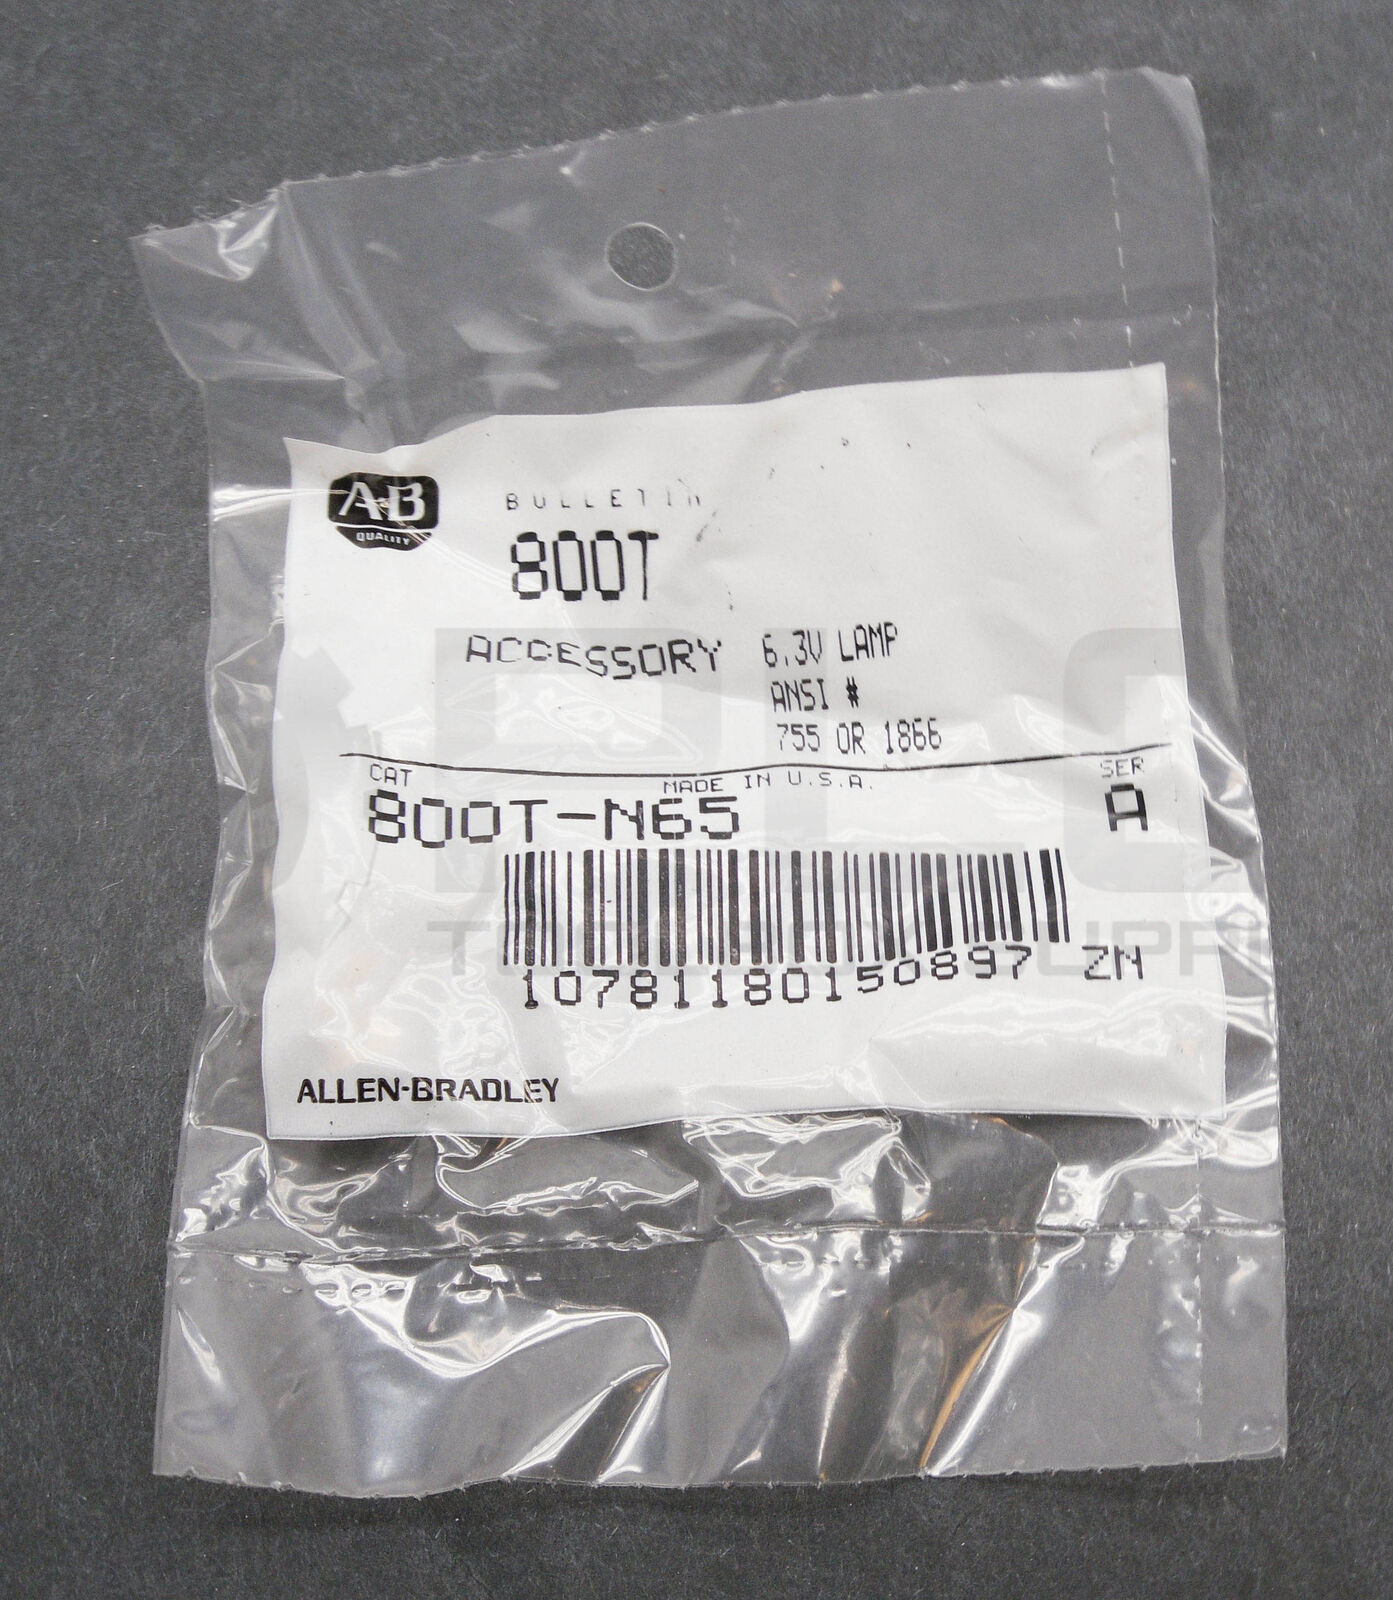 AB
QUALITY
BULLETIN
800T
ACCESSORY 6.3V LAMP
ANSI #
755 OR 1866
CAT MADE IN U.S.A. SER
800T-N65 A
10781180150897 ZN
ALLEN-BRADLEY
PLC